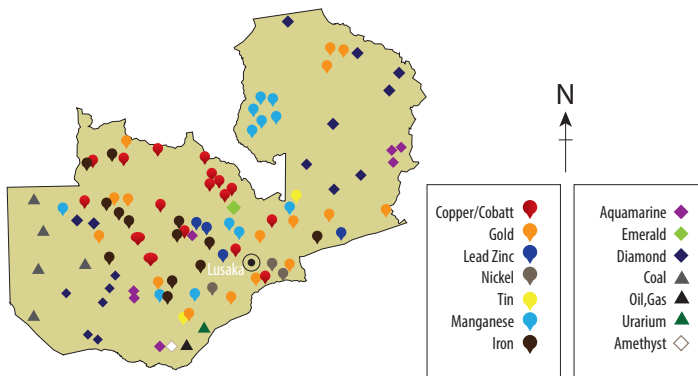 N
Lusaka
Copper/Cobatt
Gold
Lead Zinc
Nickel
Tin
Manganese
Iron
Aquamarine
Emerald
Diamond
Coal
Oil,Gas
Urarium
Amethyst